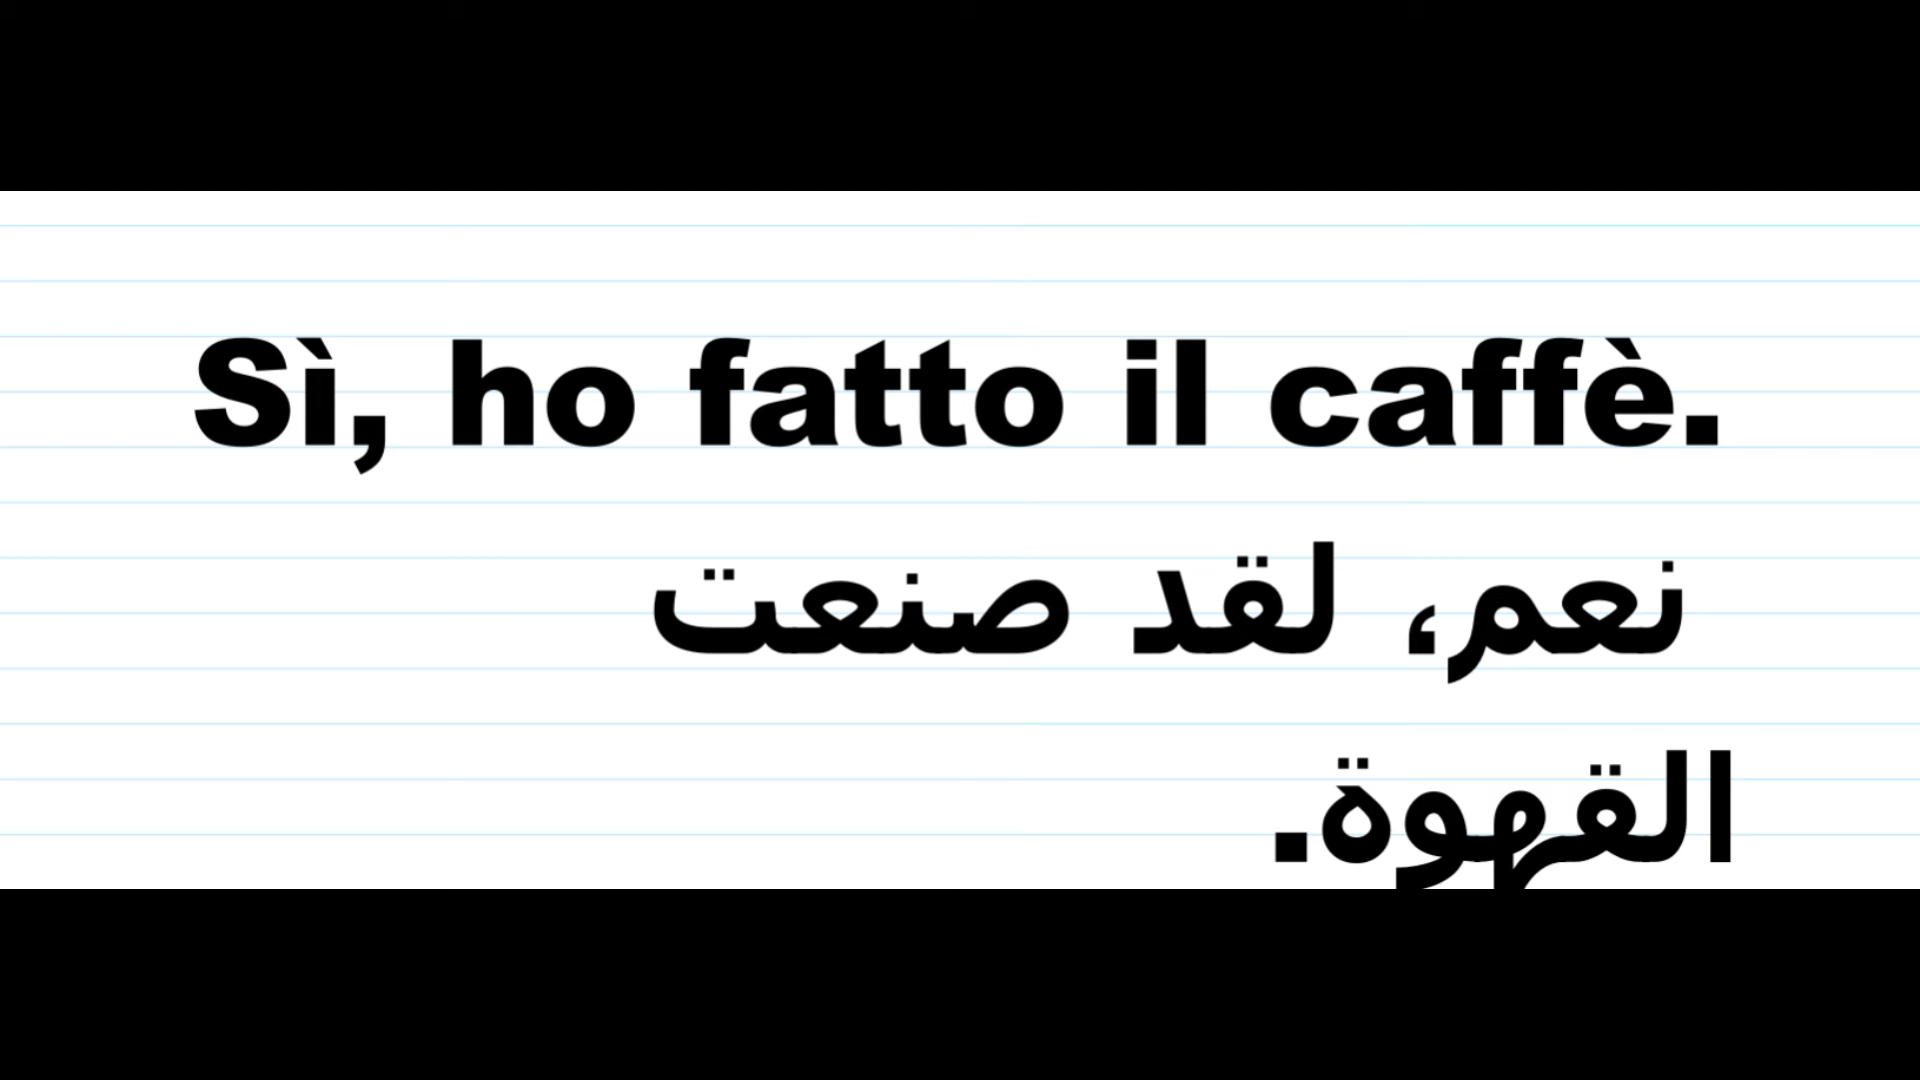 Sì, ho fatto il caffè.
نعم، لقد صنعت
القهوة.